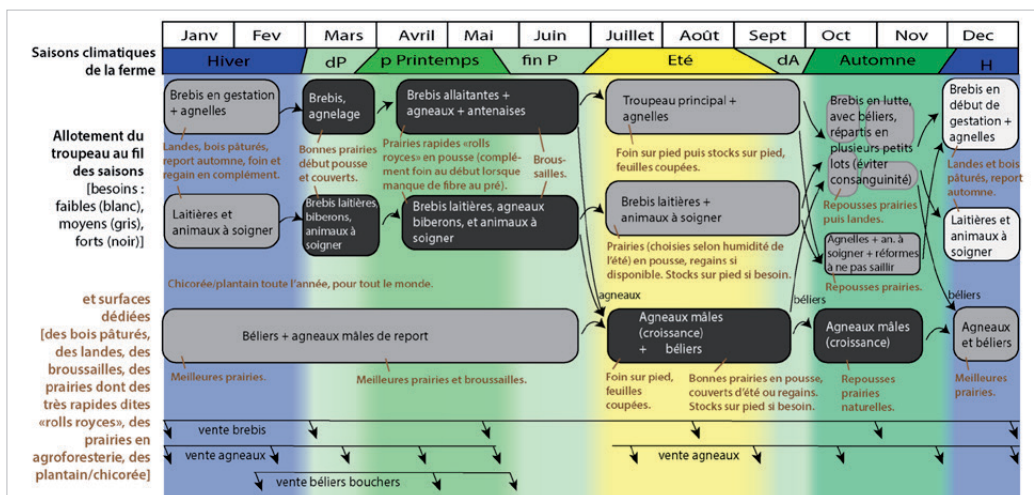 Janv
Fev
Mars
Avril
Mai
Juin
Juillet
Août
Sept
Oct
Nov
Dec
Saisons climatiques
de la ferme
Hiver
dP
p Printemps
fin P
Eté
dA
Automne
H
Allotement du
troupeau au fil
des saisons
[besoins :
faibles (blanc),
moyens (gris),
forts (noir)]
Brebis en gestation
+ agnelles
Landes, bois pâturés,
report automne, foin et
regain en complément.
Brebis,
agnelage
Bonnes prairies
début pousse
et couverts.
Brebis allaitantes +
agneaux + antenaises
Prairies rapides «rolls
royces» en pousse (complé-
ment foin au début lorsque
manque de fibre au pré).
Brous-
sailles.
Troupeau principal +
agnelles
Foin sur pied puis stocks sur pied,
feuilles coupées.
Brebis en lutte,
avec béliers,
répartis en
plusieurs petits
lots (éviter
consanguinité)
Repousses prairies
puis landes.
Brebis en
début de
gestation +
agnelles
Landes et bois
pâturés, report
automne.
Laitières et
animaux à soigner
Brebis laitières,
biberons,
animaux à
soigner
Brebis laitières, agneaux
biberons, et animaux à
soigner
Brebis laitières +
animaux à soigner
Prairies (choisies selon humidité de
l'été) en pousse, regains si
disponible. Stocks sur pied si besoin.
Agnelles + an. à
soigner + réformes
à ne pas saillir
Repousses prairies.
Laitières et
animaux à
soigner
Chicorée/plantain toute l'année, pour tout le monde.
et surfaces
dédiées
[des bois pâturés,
des landes, des
broussailles, des
prairies dont des
très rapides dites
«rolls royces», des
prairies en
agroforesterie, des
plantain/chicorée]
agneaux
béliers
béliers
Béliers + agneaux mâles de report
Meilleures prairies.
Meilleures prairies et broussailles.
Agneaux mâles
(croissance)
+ béliers
Foin sur pied,
feuilles
coupées.
Bonnes prairies en pousse,
couverts d'été ou regains.
Stocks sur pied si besoin.
Agneaux mâles
(croissance)
Repousses
prairies
naturelles.
Agneaux
et béliers
Meilleures
prairies.
vente brebis
vente agneaux
vente agneaux
vente béliers bouchers